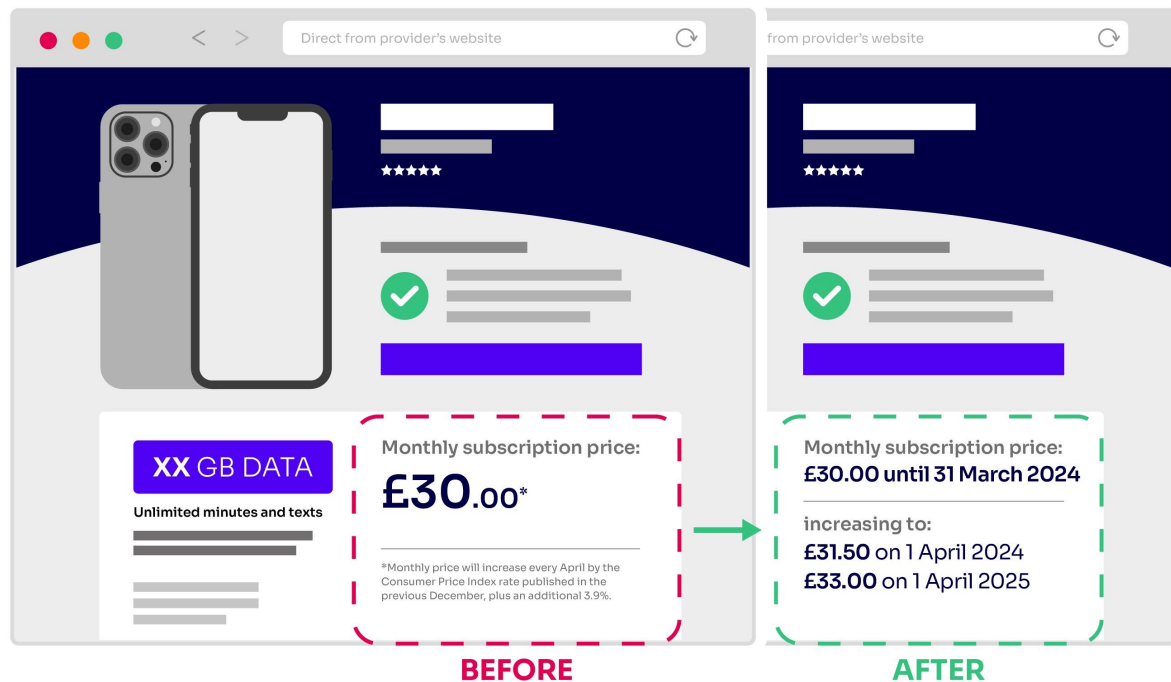 Direct from provider's website
from provider's website
XX GB DATA
Unlimited minutes and texts
Monthly subscription price:
£30.00*
*Monthly price will increase every April by the
Consumer Price Index rate published in the
previous December, plus an additional 3.9%.
BEFORE
Monthly subscription price:
£30.00 until 31 March 2024
increasing to:
£31.50 on 1 April 2024
£33.00 on 1 April 2025
AFTER